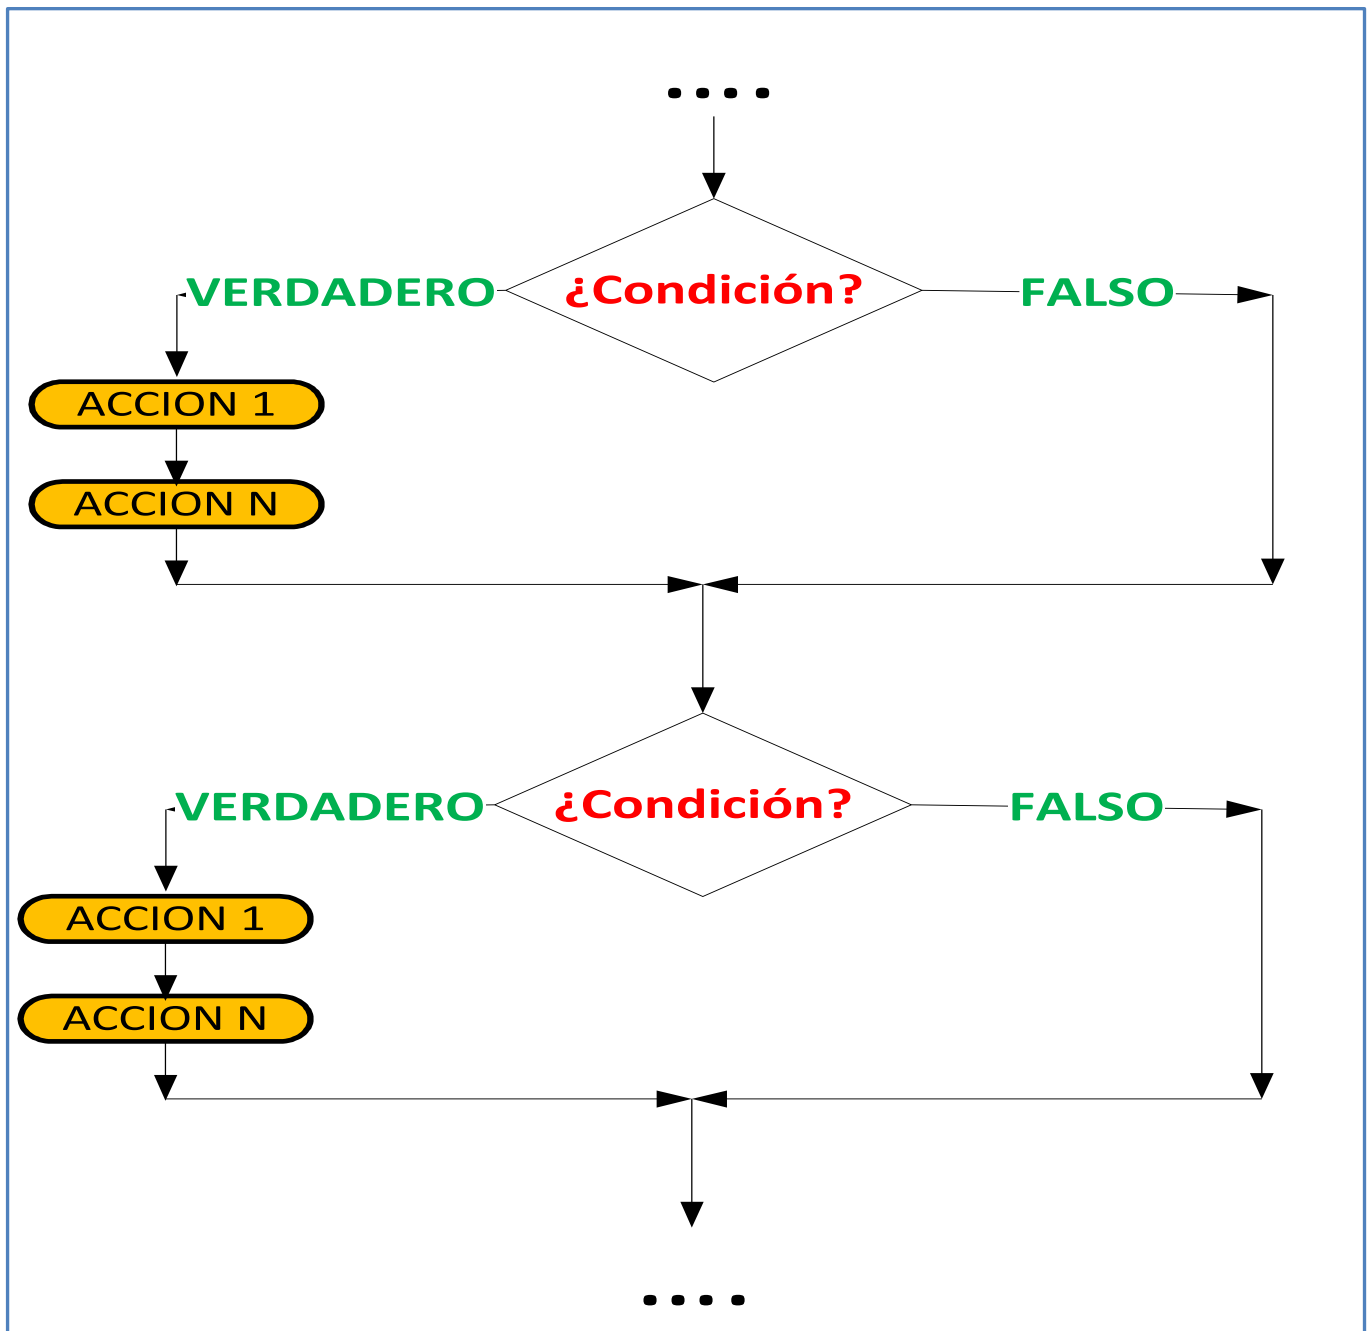 ....
¿Condición?
VERDADERO
FALSO
ACCION 1
ACCION N
¿Condición?
VERDADERO
FALSO
ACCION 1
ACCION N
....